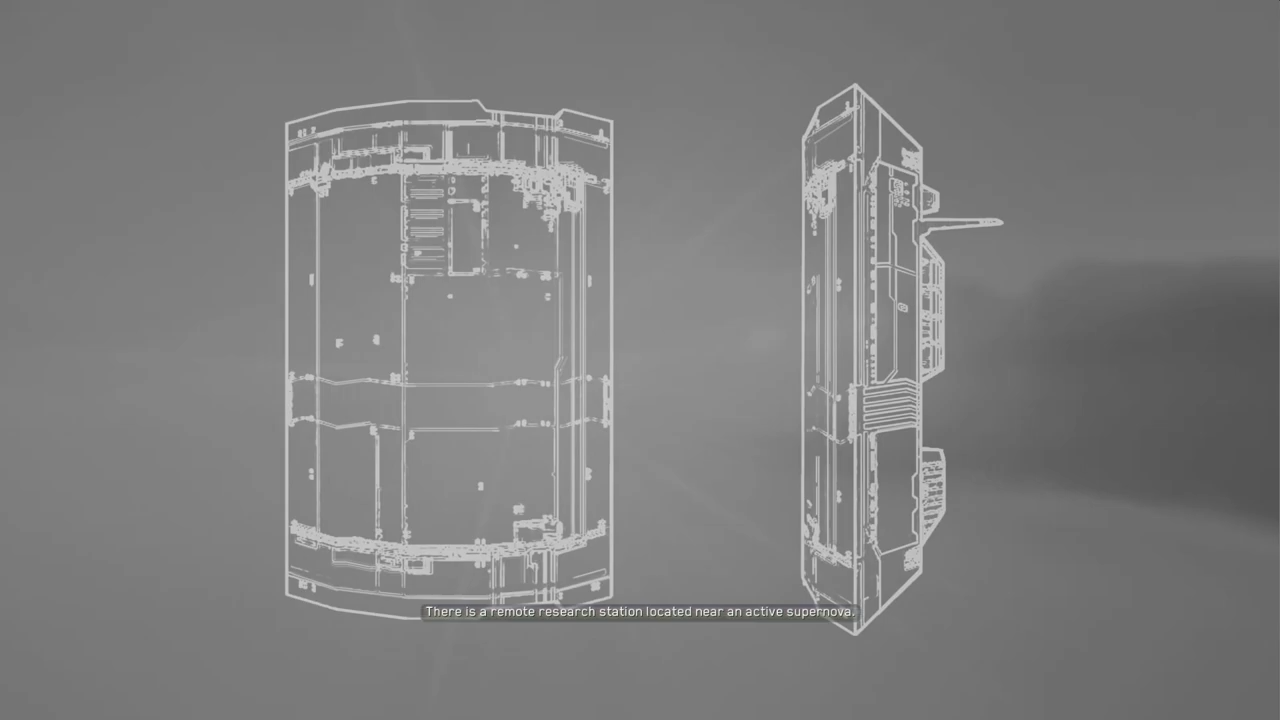 There is a remote research station located near an active supernova.